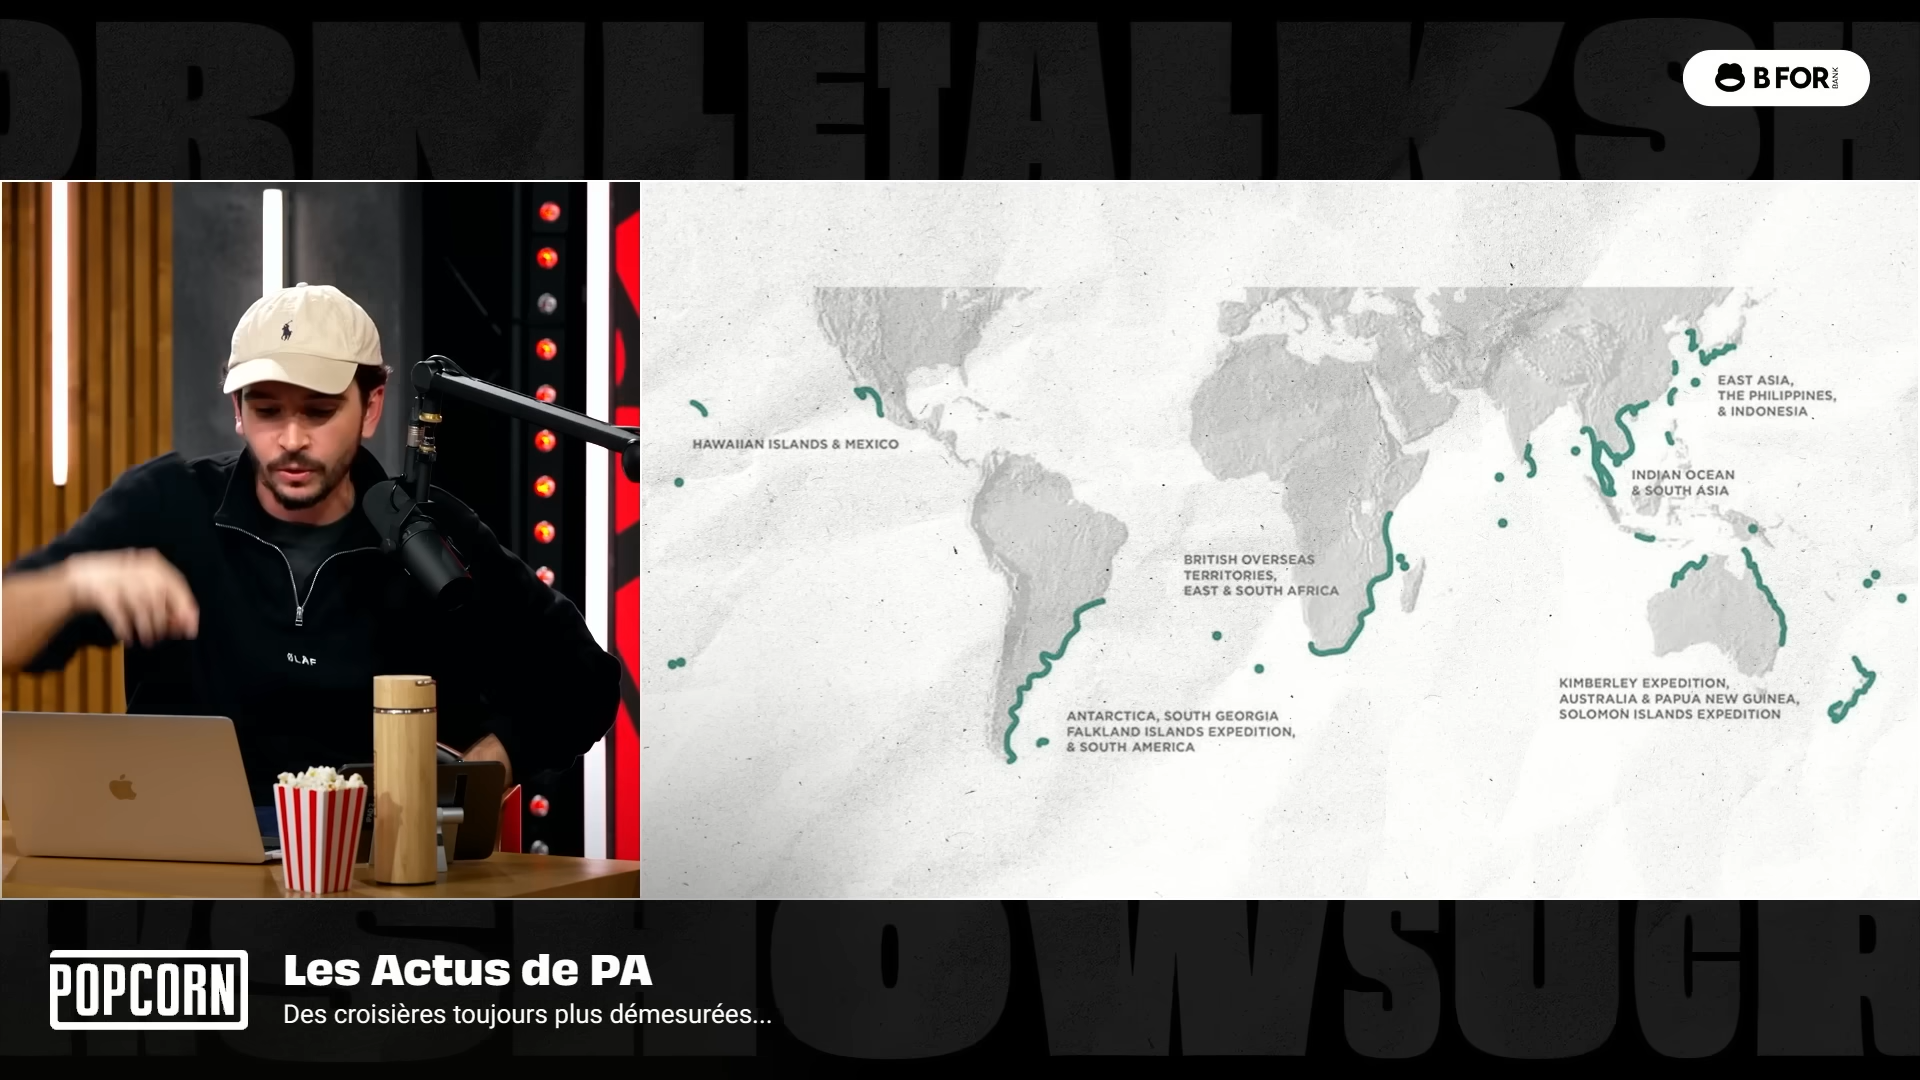 ORNLETALKSH
B FOR BANK
HAWAIIAN ISLANDS & MEXICO
EAST ASIA,
THE PHILIPPINES,
& INDONESIA
INDIAN OCEAN
& SOUTH ASIA
BRITISH OVERSEAS
TERRITORIES,
EAST & SOUTH AFRICA
KIMBERLEY EXPEDITION,
AUSTRALIA & PAPUA NEW GUINEA,
SOLOMON ISLANDS EXPEDITION
ANTARCTICA, SOUTH GEORGIA
FALKLAND ISLANDS EXPEDITION,
& SOUTH AMERICA
ØLAF
POPCORN
Les Actus de PA
Des croisières toujours plus démesurées...